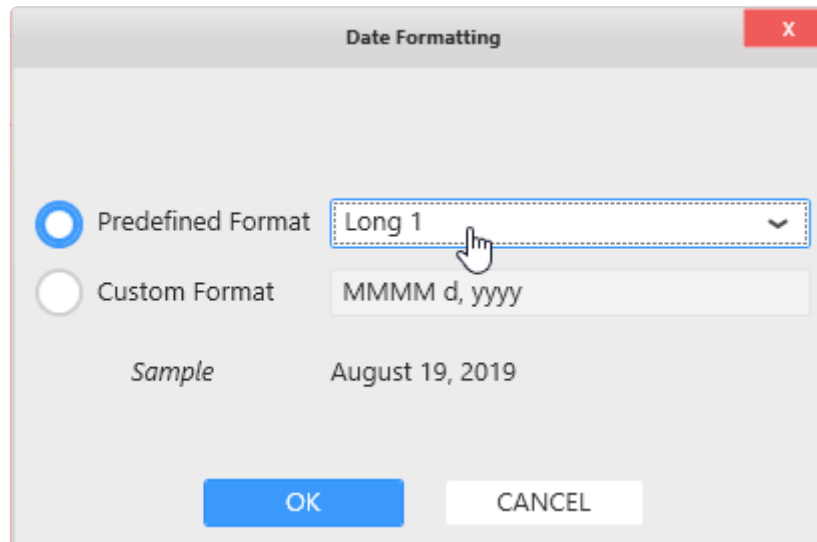 Date Formatting
X
Predefined Format Long 1
Custom Format MMMM d, yyyy
Sample August 19, 2019
OK CANCEL